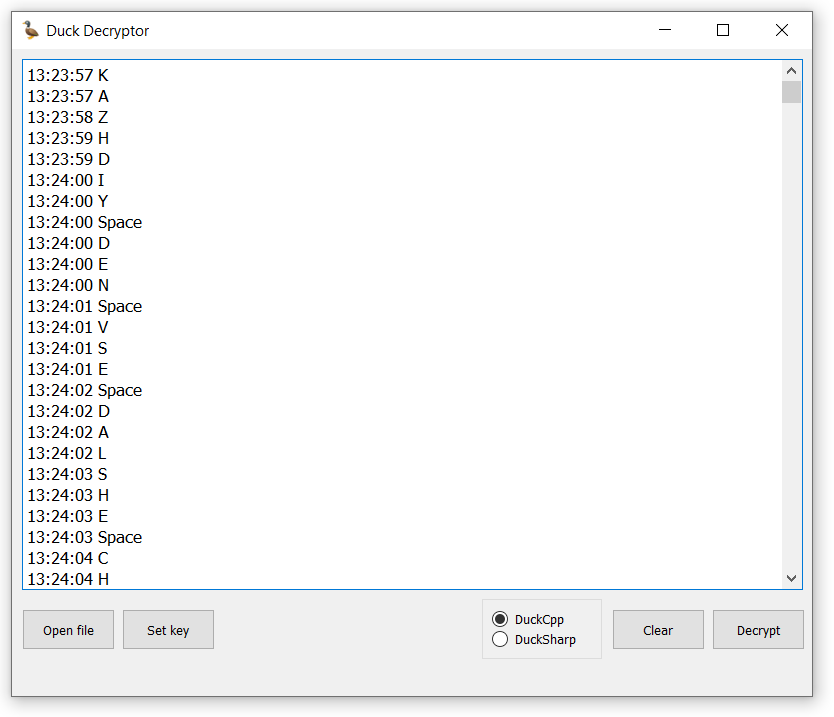 Duck Decryptor
13:23:57 K
13:23:57 A
13:23:58 Z
13:23:59 H
13:23:59 D
13:24:00 I
13:24:00 Y
13:24:00 Space
13:24:00 D
13:24:00 E
13:24:00 N
13:24:01 Space
13:24:01 V
13:24:01 S
13:24:01 E
13:24:02 Space
13:24:02 D
13:24:02 A
13:24:02 L
13:24:03 S
13:24:03 H
13:24:03 E
13:24:03 Space
13:24:04 C
13:24:04 H
Open file
Set key
DuckCpp
DuckSharp
Clear
Decrypt